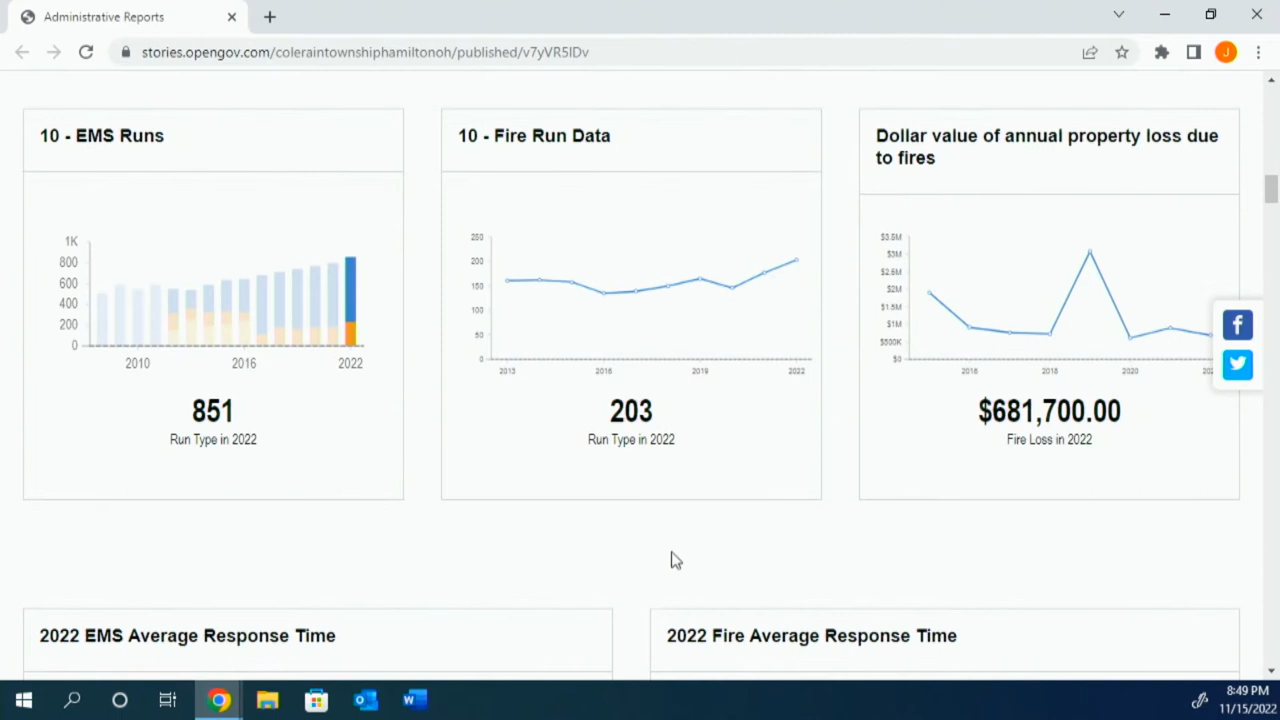 Administrative Reports
stories.opengov.com/coleraintownshiphamiltonoh/published/v7yVR5IDv
J
10 - EMS Runs
1K
800
600
400
200
0
2010
2016
2022
851
Run Type in 2022
10 - Fire Run Data
250
200
150
100
50
0
2013
2016
2019
2022
203
Run Type in 2022
Dollar value of annual property loss due
to fires
$3.5M
$3M
$2.5M
$2M
$1.5M
$1M
$500K
$0
2016
2018
2020
$681,700.00
Fire Loss in 2022
2022 EMS Average Response Time
2022 Fire Average Response Time
8:49 PM
11/15/2022